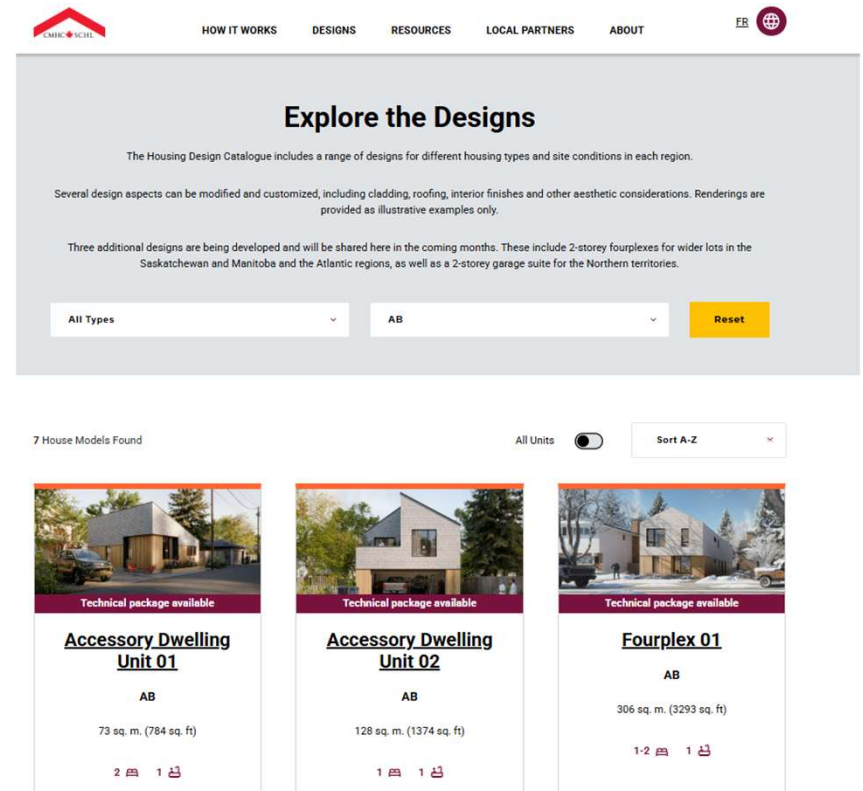 CMHC SCHL
HOW IT WORKS
DESIGNS
RESOURCES
LOCAL PARTNERS
ABOUT
FR
Explore the Designs
The Housing Design Catalogue includes a range of designs for different housing types and site conditions in each region.
Several design aspects can be modified and customized, including cladding, roofing, interior finishes and other aesthetic considerations. Renderings are
provided as illustrative examples only.
Three additional designs are being developed and will be shared here in the coming months. These include 2-storey fourplexes for wider lots in the
Saskatchewan and Manitoba and the Atlantic regions, as well as a 2-storey garage suite for the Northern territories.
All Types
AB
Reset
7 House Models Found
All Units
Sort A-Z
Technical package available
Accessory Dwelling
Unit 01
AB
73 sq. m. (784 sq. ft)
2 1
Technical package available
Accessory Dwelling
Unit 02
AB
128 sq. m. (1374 sq. ft)
1 1
Technical package available
Fourplex 01
AB
306 sq. m. (3293 sq. ft)
1-2 1